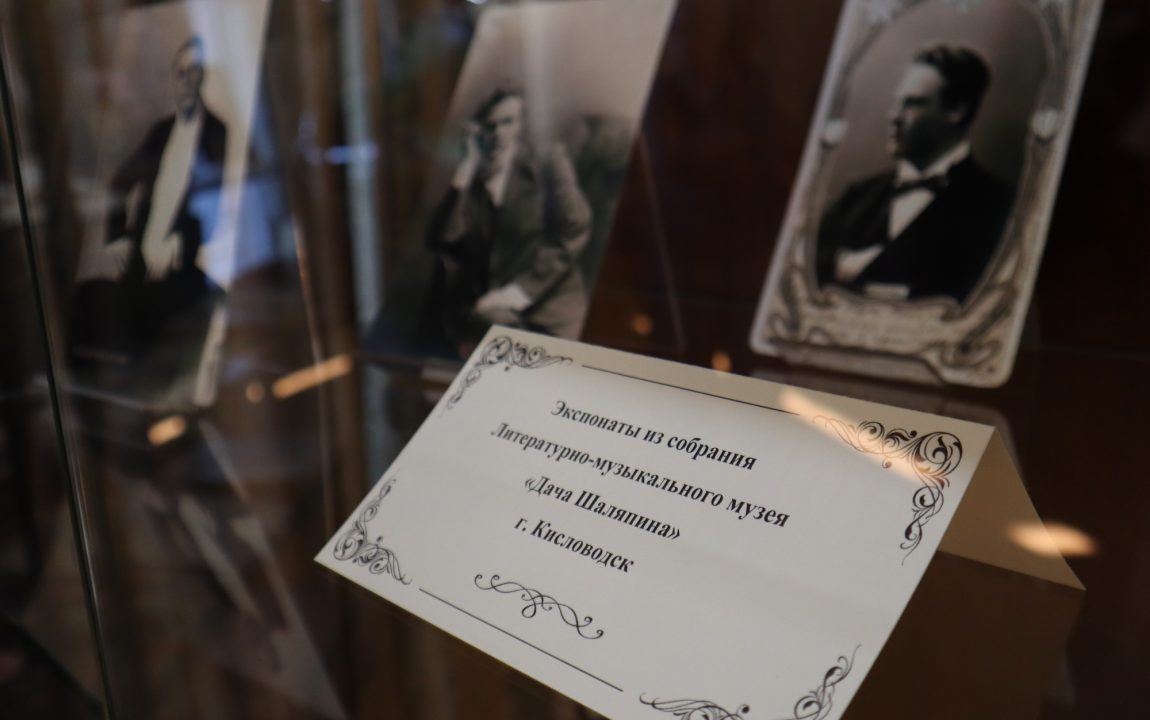 Экспонаты из собрания
Литературно-музыкального музея
«Дача Шаляпина»
г. Кисловодск